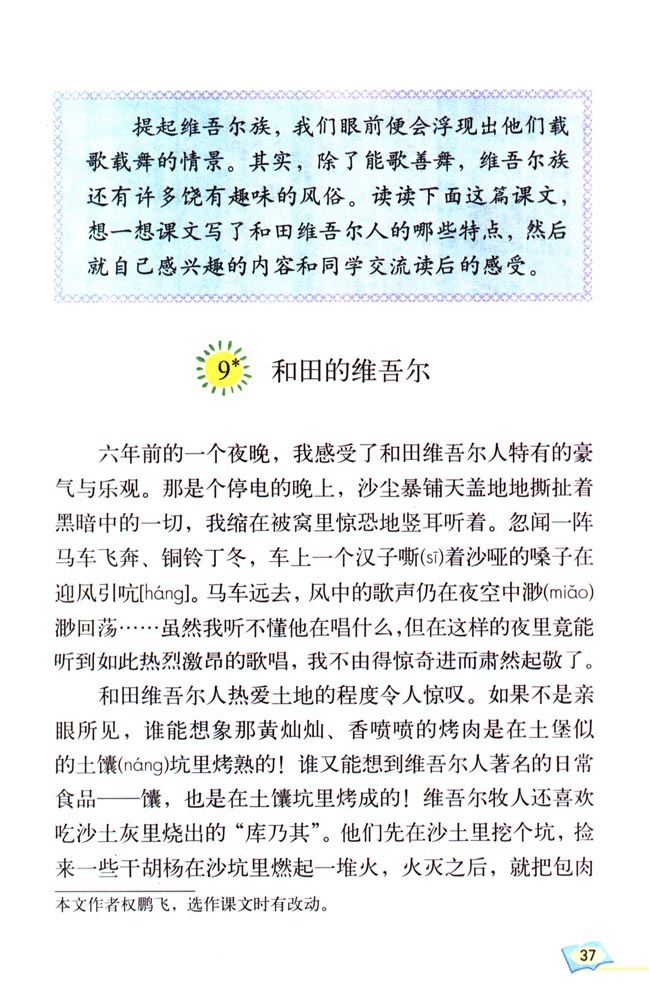 提起维吾尔族，我们眼前便会浮现出他们载
歌载舞的情景。其实，除了能歌善舞，维吾尔族
还有许多饶有趣味的风俗。读读下面这篇课文，
想一想课文写了和田维吾尔人的哪些特点，然后
就自己感兴趣的内容和同学交流读后的感受。
9* 和田的维吾尔
六年前的一个夜晚，我感受了和田维吾尔人特有的豪
气与乐观。那是个停电的晚上，沙尘暴铺天盖地地撕扯着
黑暗中的一切，我缩在被窝里惊恐地竖耳听着。忽闻一阵
马车飞奔、铜铃丁冬，车上一个汉子嘶(sī)着沙哑的嗓子在
迎风引吭[háng]。马车远去，风中的歌声仍在夜空中渺(miǎo)
渺回荡……虽然我听不懂他在唱什么，但在这样的夜里竟能
听到如此热烈激昂的歌唱，我不由得惊奇进而肃然起敬了。
和田维吾尔人热爱土地的程度令人惊叹。如果不是亲
眼所见，谁能想象那黄灿灿、香喷喷的烤肉是在土堡似
的土馕(náng)坑里烤熟的！谁又能想到维吾尔人著名的日常
食品——馕，也是在土馕坑里烤成的！维吾尔牧人还喜欢
吃沙土灰里烧出的“库乃其”。他们先在沙土里挖个坑，捡
来一些干胡杨在沙坑里燃起一堆火，火灭之后，就把包肉
本文作者权鹏飞，选作课文时有改动。
37